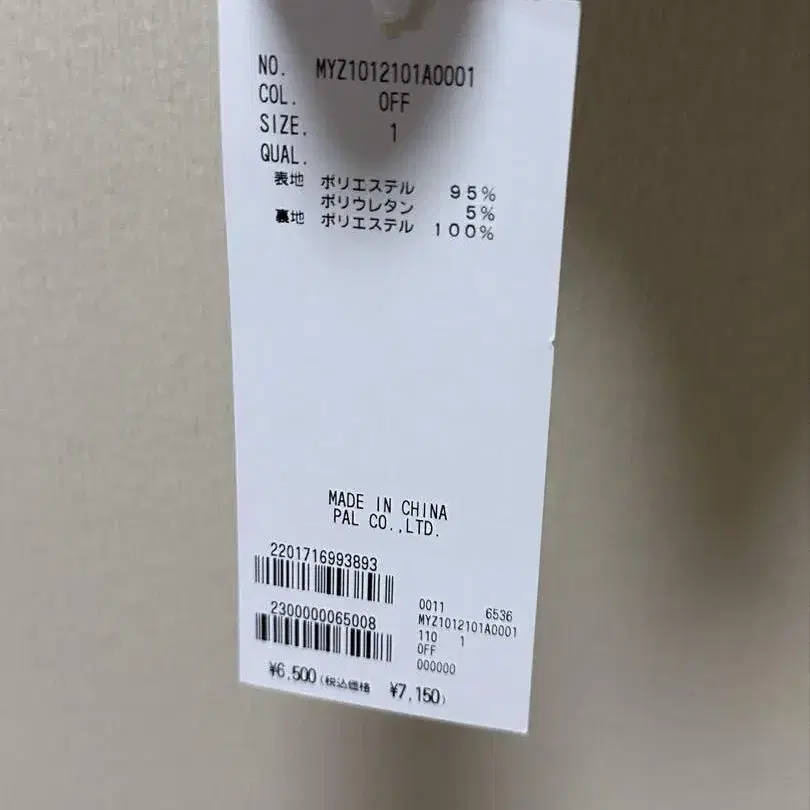 NO. MYZ1012101A0001
COL. OFF
SIZE. 1
QUAL.
表地 ポリエステル 95%
ポリウレタン 5%
裏地 ポリエステル 100%
MADE IN CHINA
PAL CO.,LTD.
2201716993893
2300000065008
0011 6536
MYZ1012101A0001
110 1
OFF
000000
¥6,500(税込価格 ¥7,150)